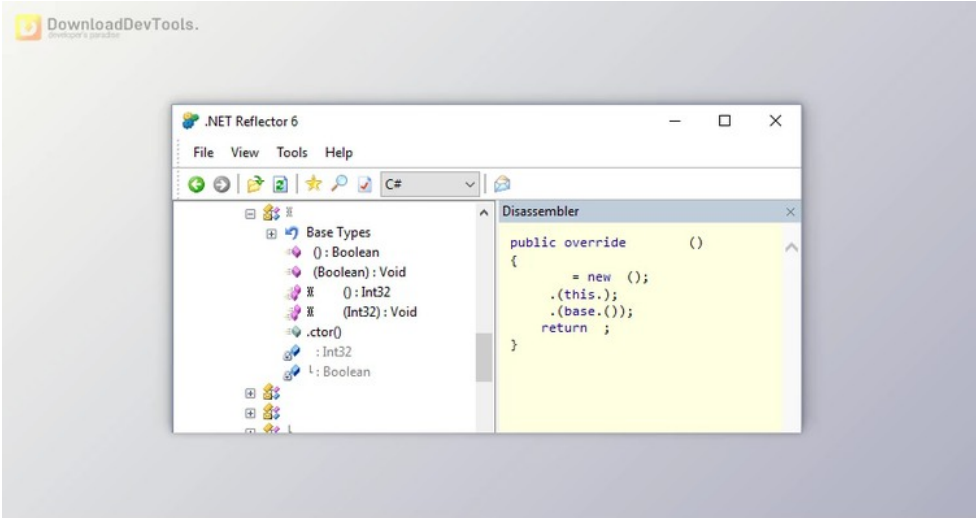 DownloadDevTools.
developer's paradise
.NET Reflector 6
File View Tools Help
C#
Base Types
() : Boolean
(Boolean) : Void
() : Int32
(Int32) : Void
.ctor()
: Int32
└ : Boolean
└
Disassembler
public override ()
{
= new ();
.(this.);
.(base.());
return ;
}